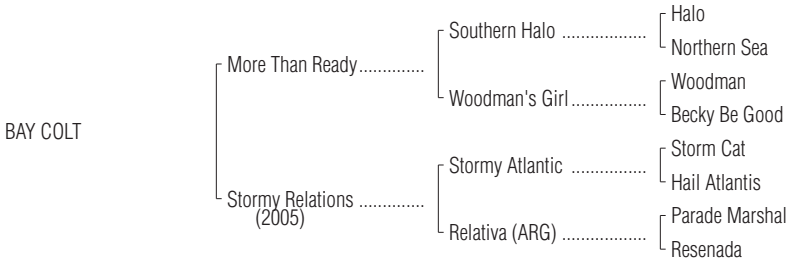 Halo
Southern Halo ..................
Northern Sea
More Than Ready..............
Woodman
Woodman's Girl ................
Becky Be Good
BAY COLT
Storm Cat
Stormy Atlantic ................
Hail Atlantis
Stormy Relations ..............
(2005)
Parade Marshal
Relativa (ARG) ..................
Resenada